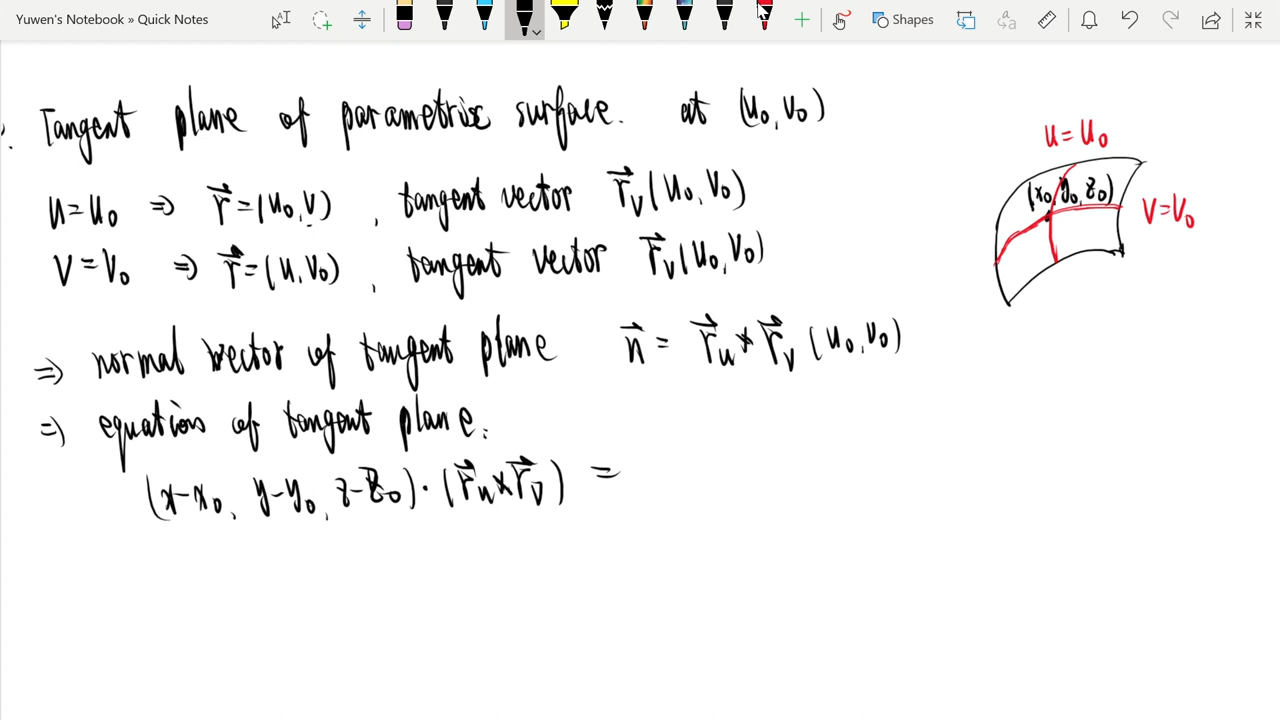 Yuwen's Notebook » Quick Notes
Shapes
Tangent plane of parametrix surface. at (u₀, v₀)
u = u₀ ⇒ r⃗ = (u₀, v) , tangent vector r⃗ᵥ(u₀, v₀)
v = v₀ ⇒ r⃗ = (u, v₀) , tangent vector r⃗ᵥ(u₀, v₀)
⇒ normal vector of tangent plane n⃗ = r⃗ᵤ × r⃗ᵥ (u₀, v₀)
⇒ equation of tangent plane.
(x-x₀, y-y₀, z-z₀) · (r⃗ᵤ × r⃗ᵥ) =
u = u₀
(x₀, y₀, z₀)
v = v₀